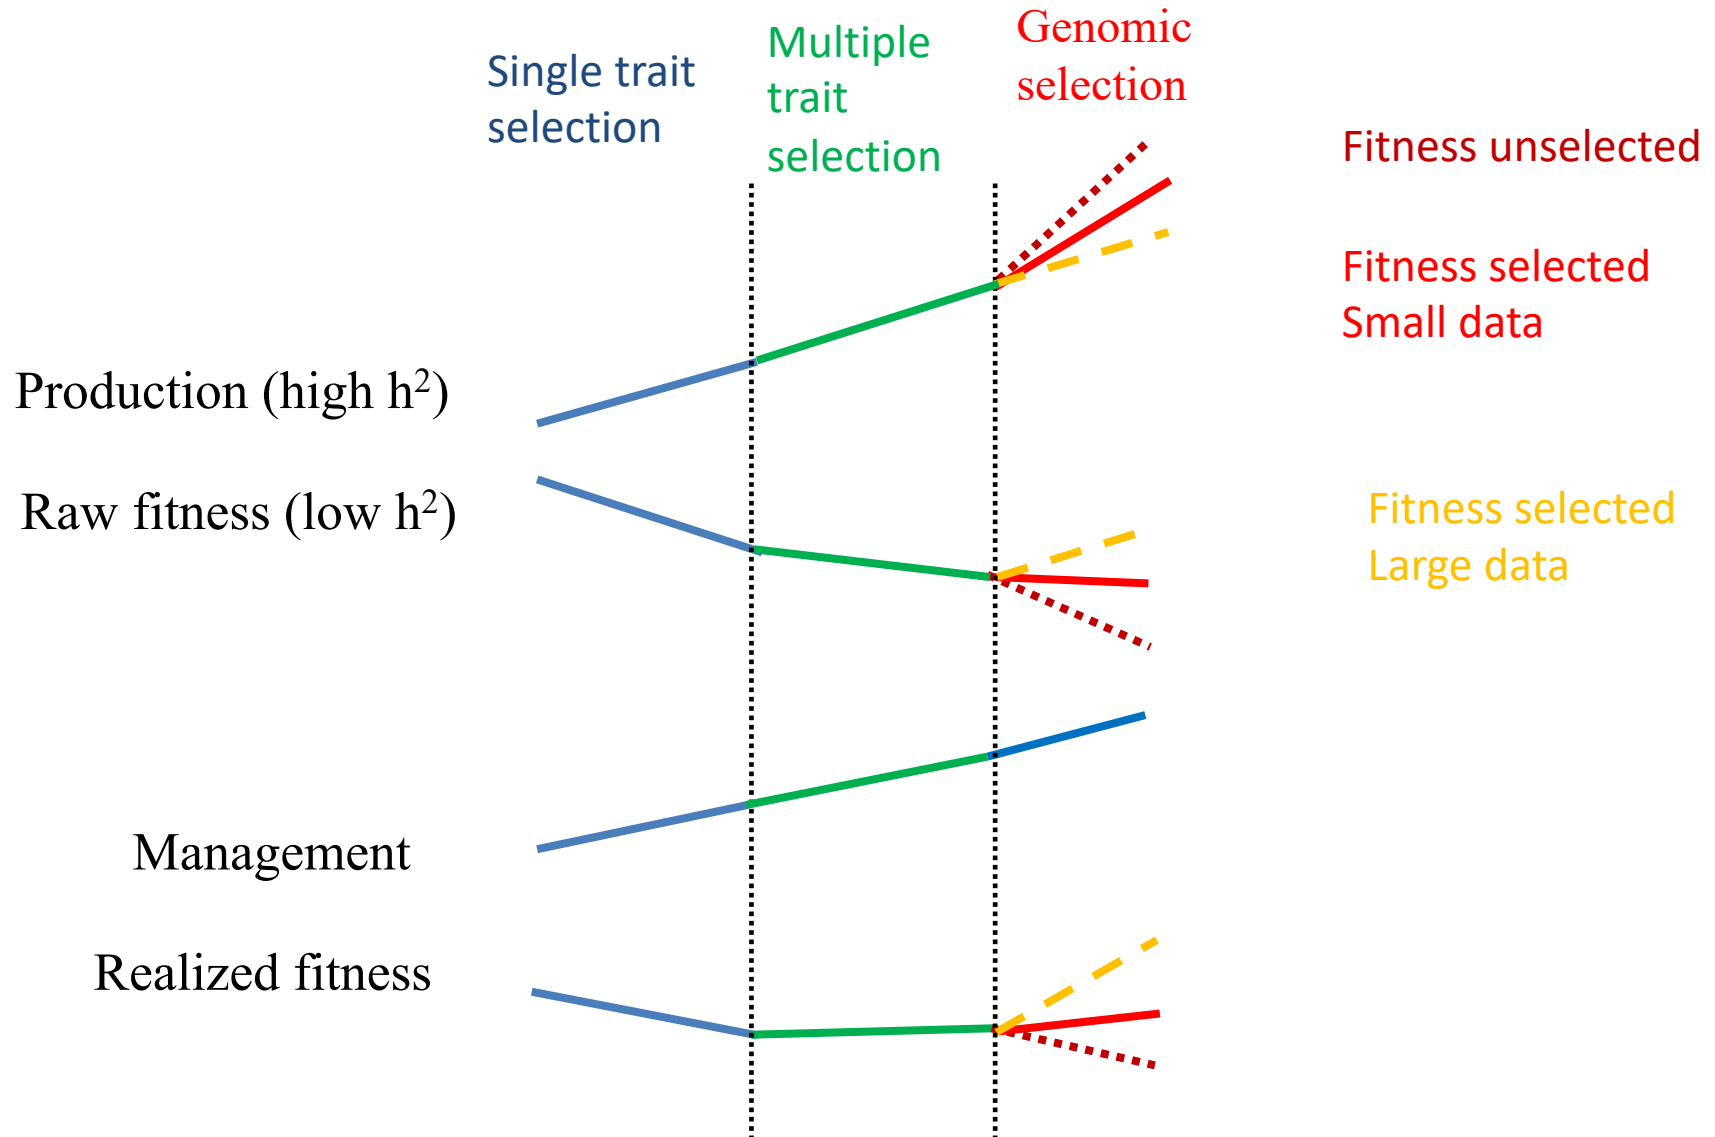 Single trait
selection
Multiple
trait
selection
Genomic
selection
Fitness unselected
Fitness selected
Small data
Production (high h²)
Raw fitness (low h²)
Fitness selected
Large data
Management
Realized fitness